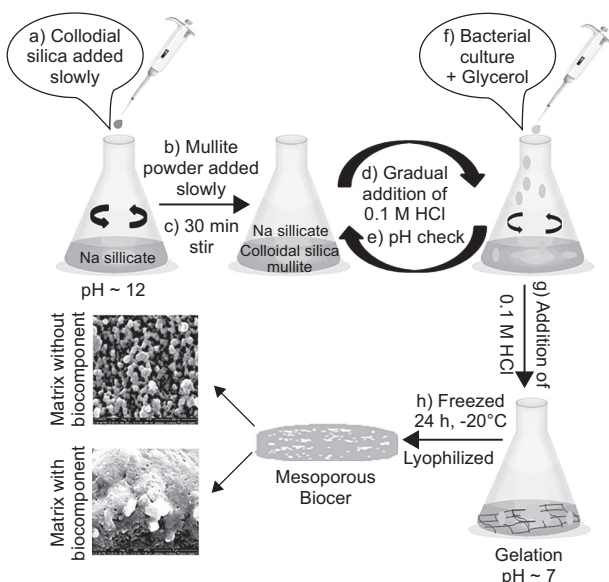 a) Collodial
silica added
slowly
f) Bacterial
culture
+ Glycerol
b) Mullite
powder added
slowly
c) 30 min
stir
d) Gradual
addition of
0.1 M HCl
e) pH check
Na sillicate
pH ~ 12
Na silicate
Colloidal silica
mullite
g) Addition of
0.1 M HCl
Matrix without
biocomponent
Matrix with
biocomponent
Mesoporous
Biocer
h) Freezed
24 h, -20°C
Lyophilized
Gelation
pH ~ 7